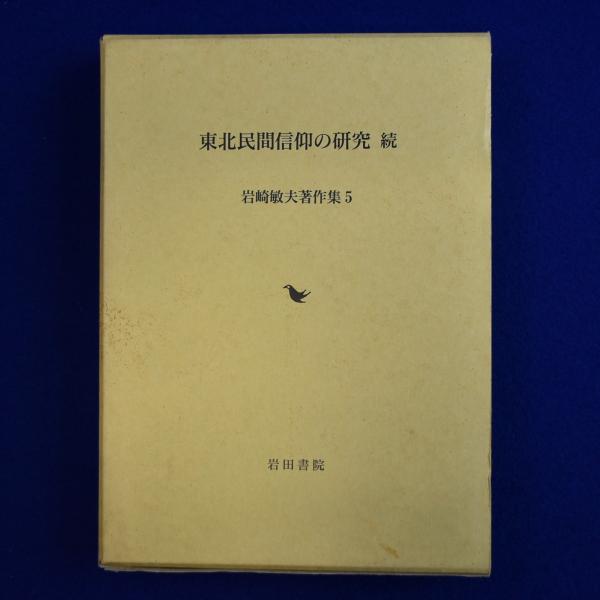 東北民間信仰の研究 続
岩崎敏夫著作集5
岩田書院